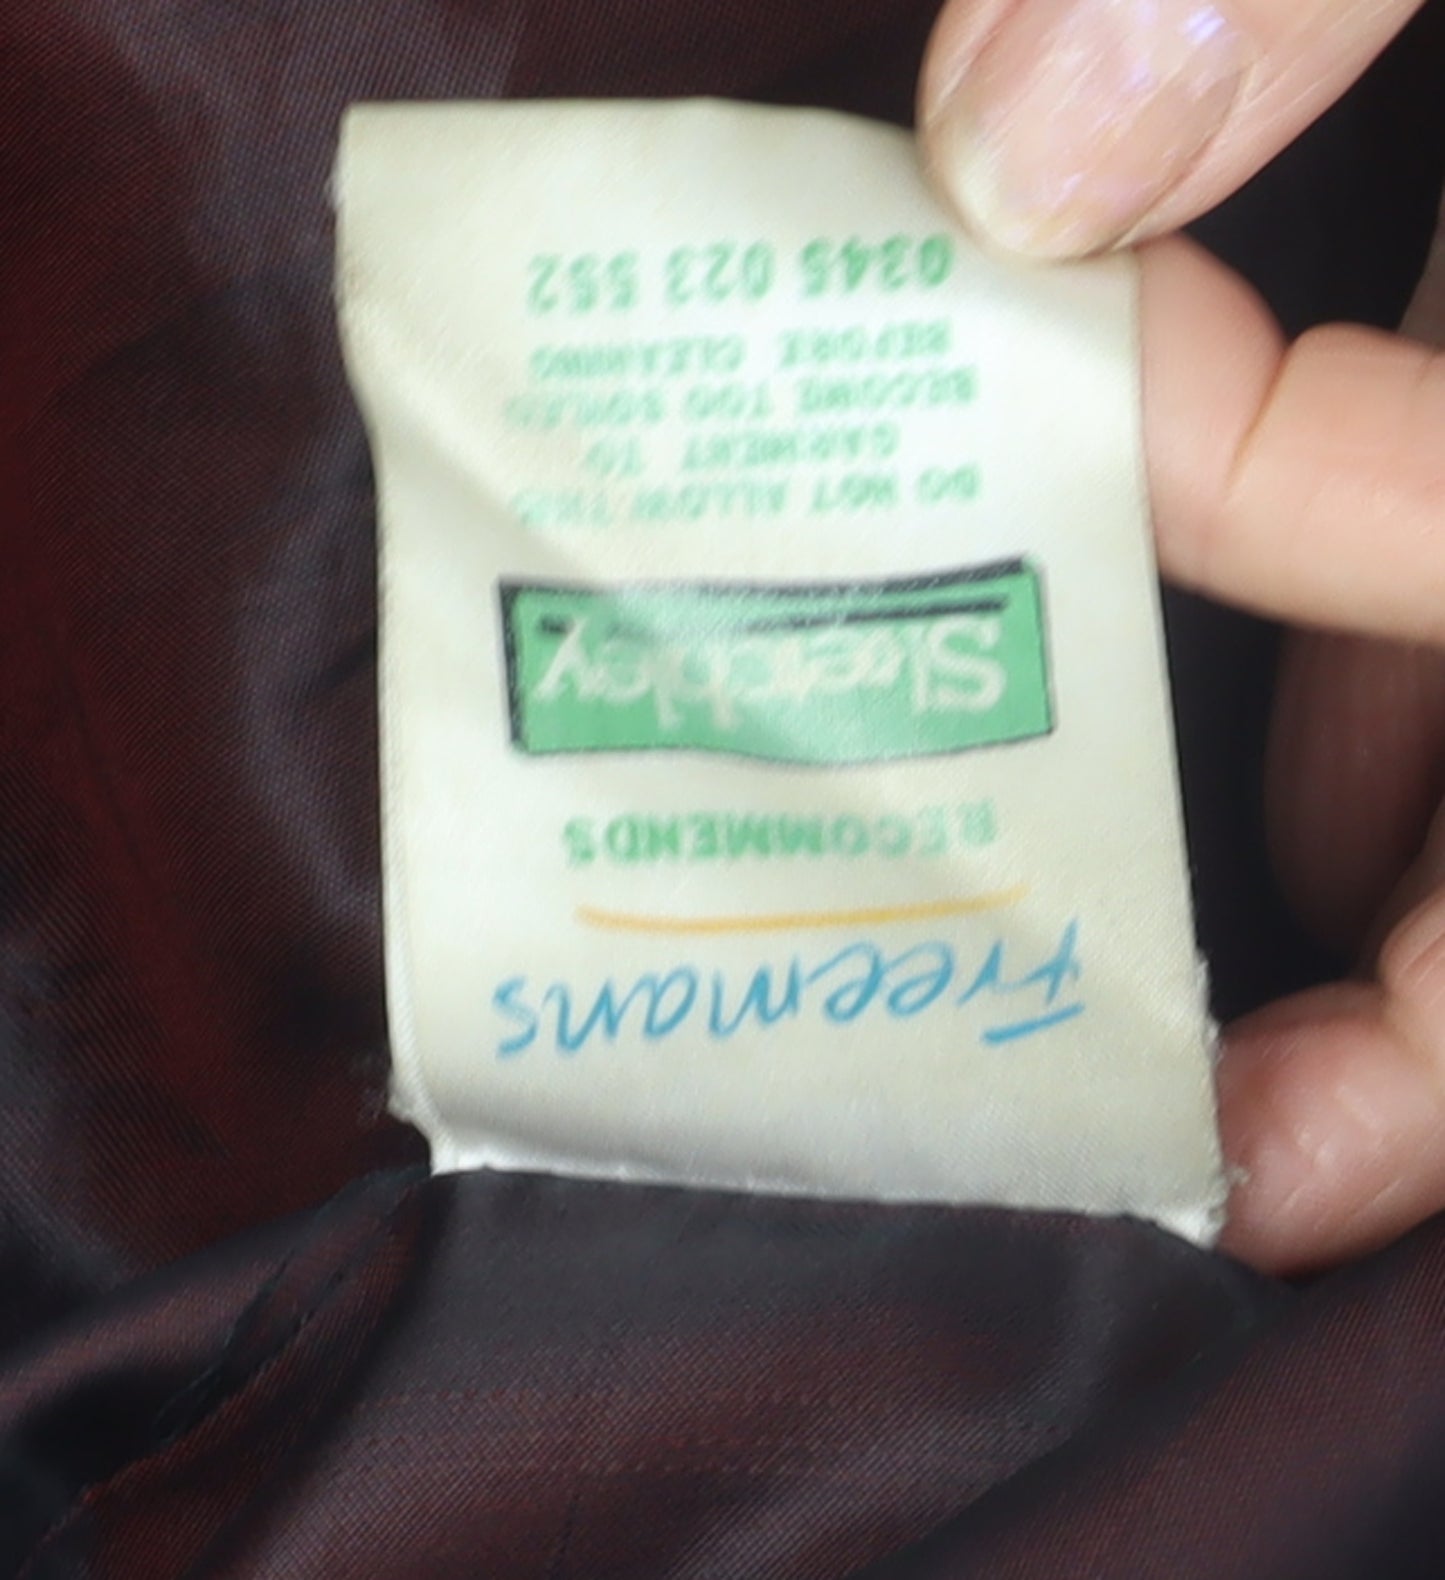 Freemans
RECOMMENDS
Sketchley
DO NOT ALLOW THIS
GARMENT TO
BECOME TOO SOILED
BEFORE CLEANING
0345 023 552